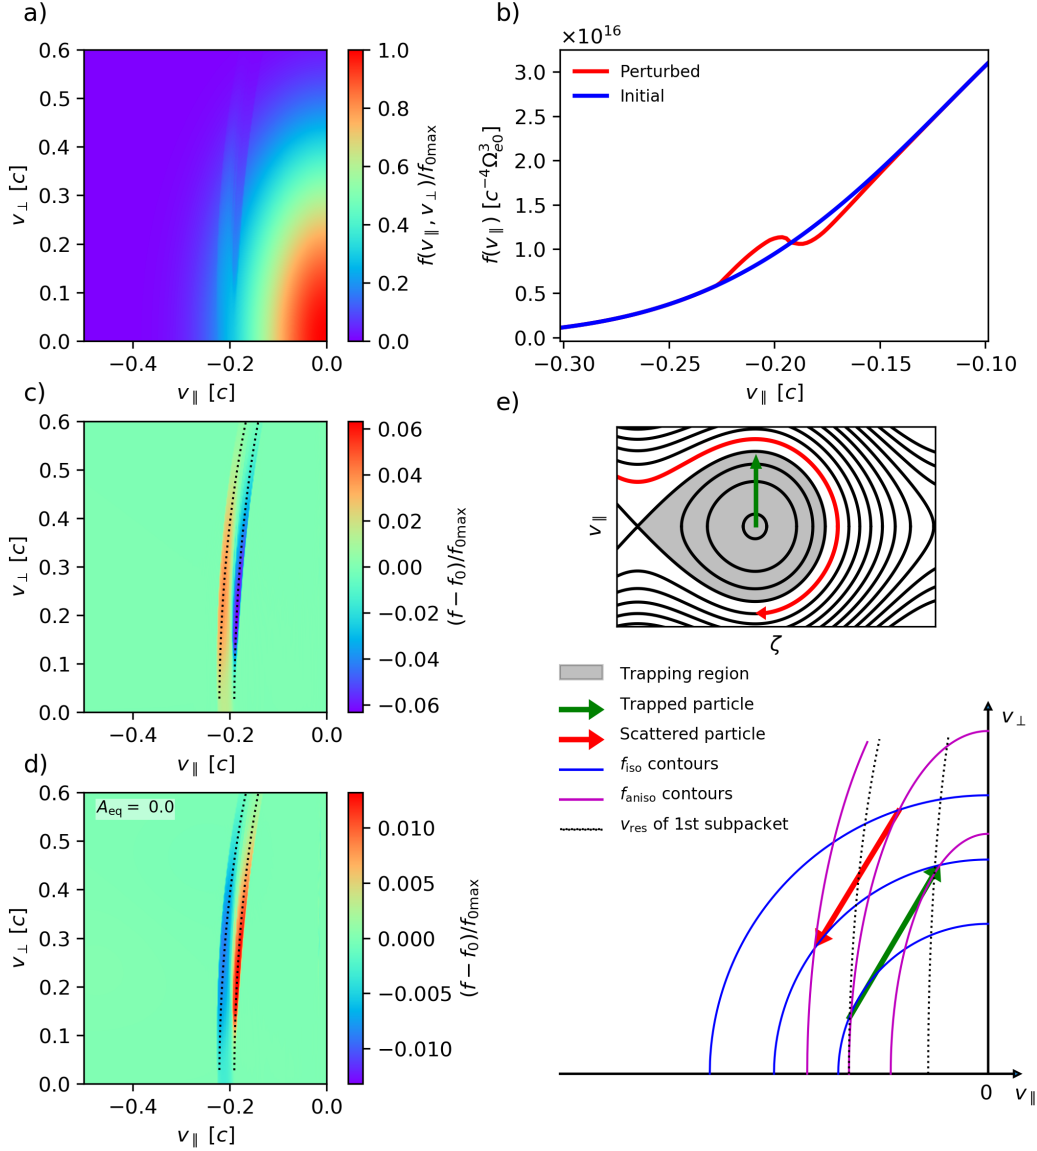 a)
0.6
0.5
0.4
0.3
0.2
0.1
0.0
v⊥ [c]
−0.4
−0.2
0.0
v∥ [c]
1.0
0.8
0.6
0.4
0.2
0.0
f(v∥, v⊥)/f0max
b)
×10^16
3.0
2.5
2.0
1.5
1.0
0.5
0.0
f(v∥) [c^−4Ω^3_e0]
Perturbed
Initial
−0.30
−0.25
−0.20
−0.15
−0.10
v∥ [c]
c)
0.6
0.5
0.4
0.3
0.2
0.1
0.0
v⊥ [c]
−0.4
−0.2
0.0
v∥ [c]
0.06
0.04
0.02
0.00
−0.02
−0.04
−0.06
(f − f0)/f0max
d)
Aeq = 0.0
0.6
0.5
0.4
0.3
0.2
0.1
0.0
v⊥ [c]
−0.4
−0.2
0.0
v∥ [c]
0.010
0.005
0.000
−0.005
−0.010
(f − f0)/f0max
e)
v∥
ζ
Trapping region
Trapped particle
Scattered particle
fiso contours
faniso contours
vres of 1st subpacket
v⊥
0
v∥